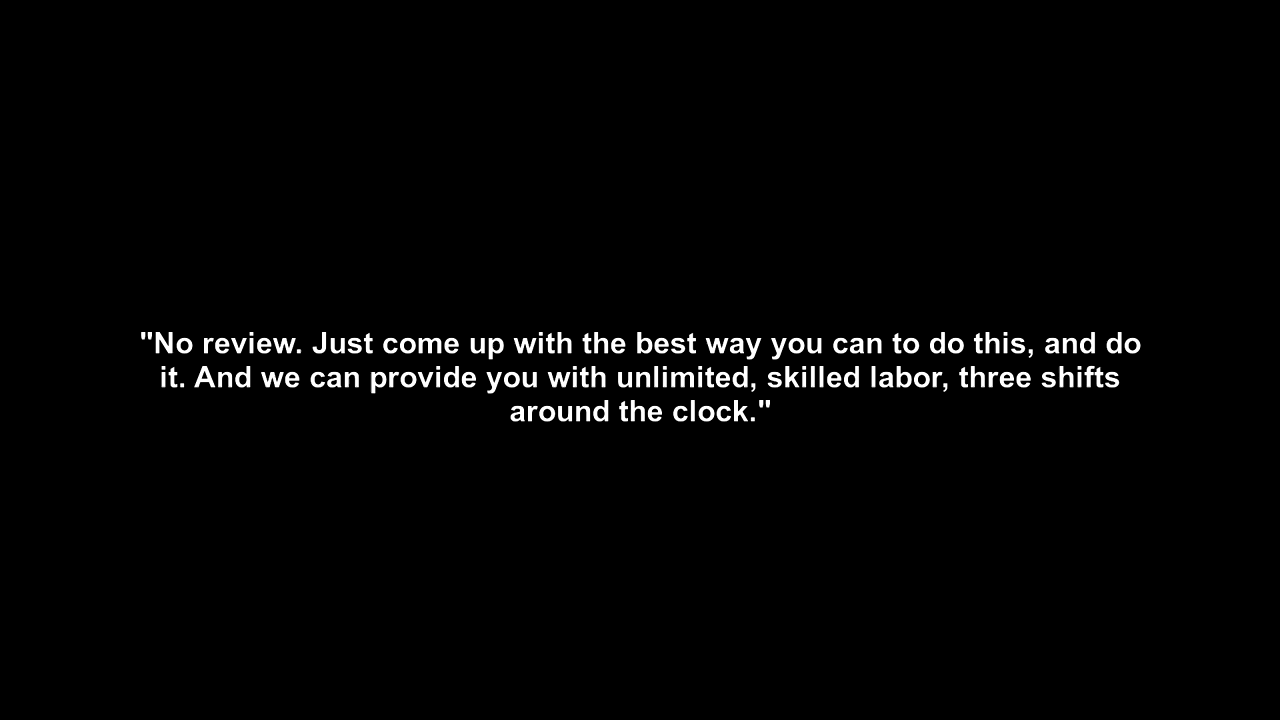 "No review. Just come up with the best way you can to do this, and do
it. And we can provide you with unlimited, skilled labor, three shifts
around the clock."